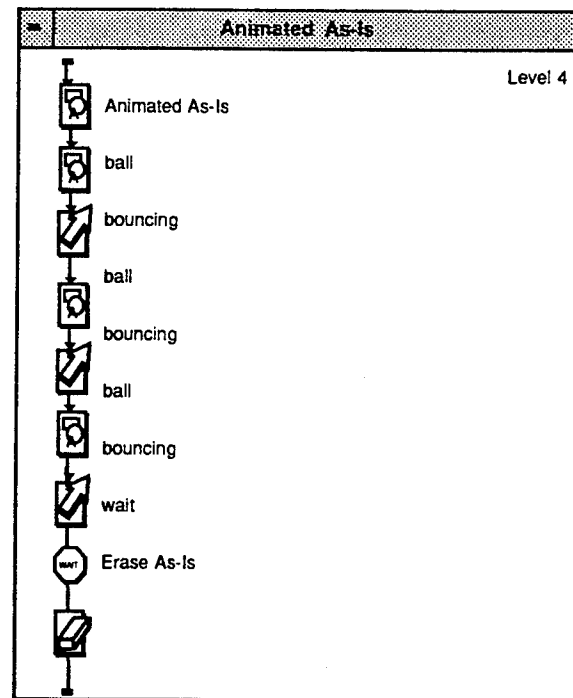 Animated As-Is
Level 4
Animated As-Is
ball
bouncing
ball
bouncing
ball
bouncing
wait
WAIT
Erase As-Is